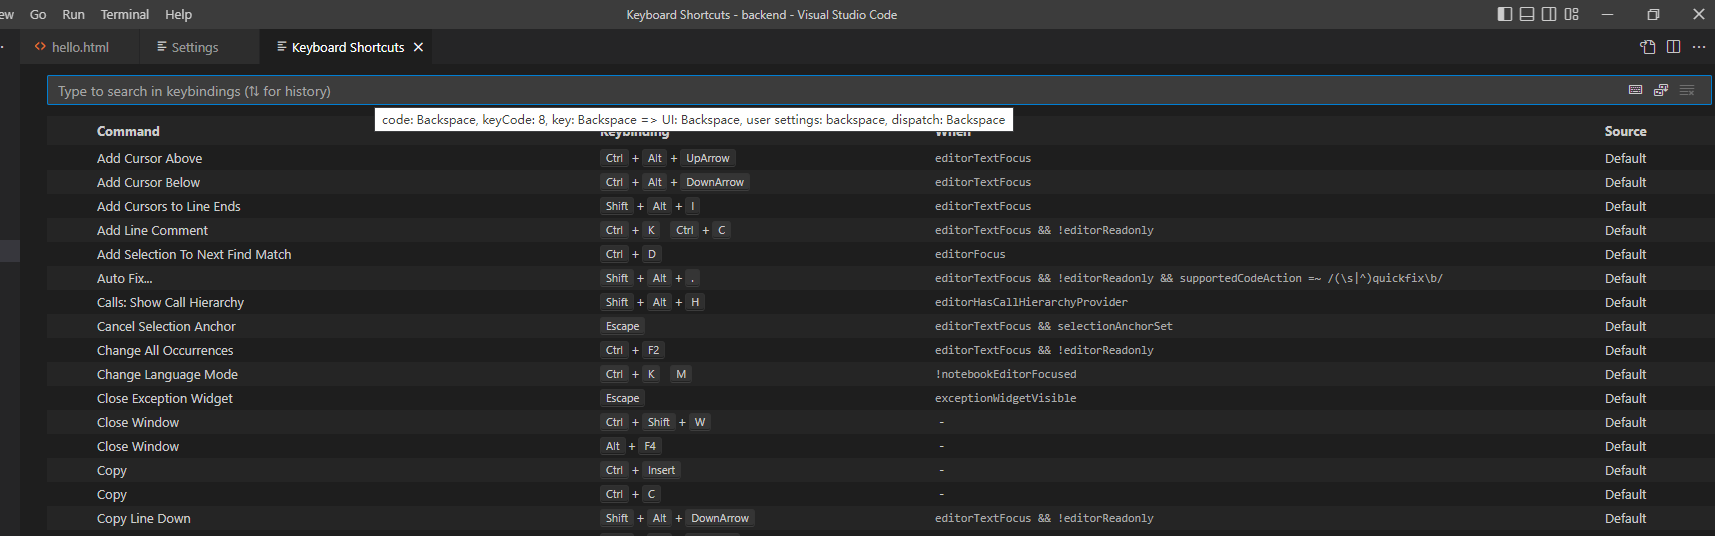 Go Run Terminal Help Keyboard Shortcuts - backend - Visual Studio Code
hello.html Settings Keyboard Shortcuts
Type to search in keybindings (⇅ for history)
code: Backspace, keyCode: 8, key: Backspace => UI: Backspace, user settings: backspace, dispatch: Backspace
Command Keybinding When Source
Add Cursor Above Ctrl + Alt + UpArrow editorTextFocus Default
Add Cursor Below Ctrl + Alt + DownArrow editorTextFocus Default
Add Cursors to Line Ends Shift + Alt + I editorTextFocus Default
Add Line Comment Ctrl + K Ctrl + C editorTextFocus && !editorReadonly Default
Add Selection To Next Find Match Ctrl + D editorFocus Default
Auto Fix... Shift + Alt + . editorTextFocus && !editorReadonly && supportedCodeAction =~ /(\s|^)quickfix\b/ Default
Calls: Show Call Hierarchy Shift + Alt + H editorHasCallHierarchyProvider Default
Cancel Selection Anchor Escape editorTextFocus && selectionAnchorSet Default
Change All Occurrences Ctrl + F2 editorTextFocus && !editorReadonly Default
Change Language Mode Ctrl + K M !notebookEditorFocused Default
Close Exception Widget Escape exceptionWidgetVisible Default
Close Window Ctrl + Shift + W - Default
Close Window Alt + F4 - Default
Copy Ctrl + Insert - Default
Copy Ctrl + C - Default
Copy Line Down Shift + Alt + DownArrow editorTextFocus && !editorReadonly Default